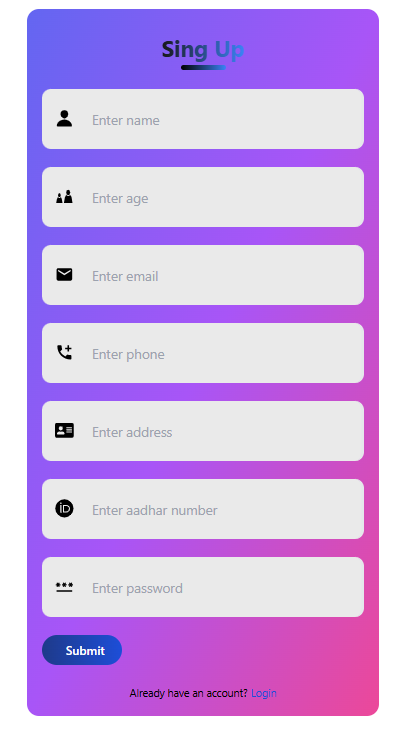 Sing Up
Enter name
Enter age
Enter email
Enter phone
Enter address
Enter aadhar number
Enter password
Submit
Already have an account? Login